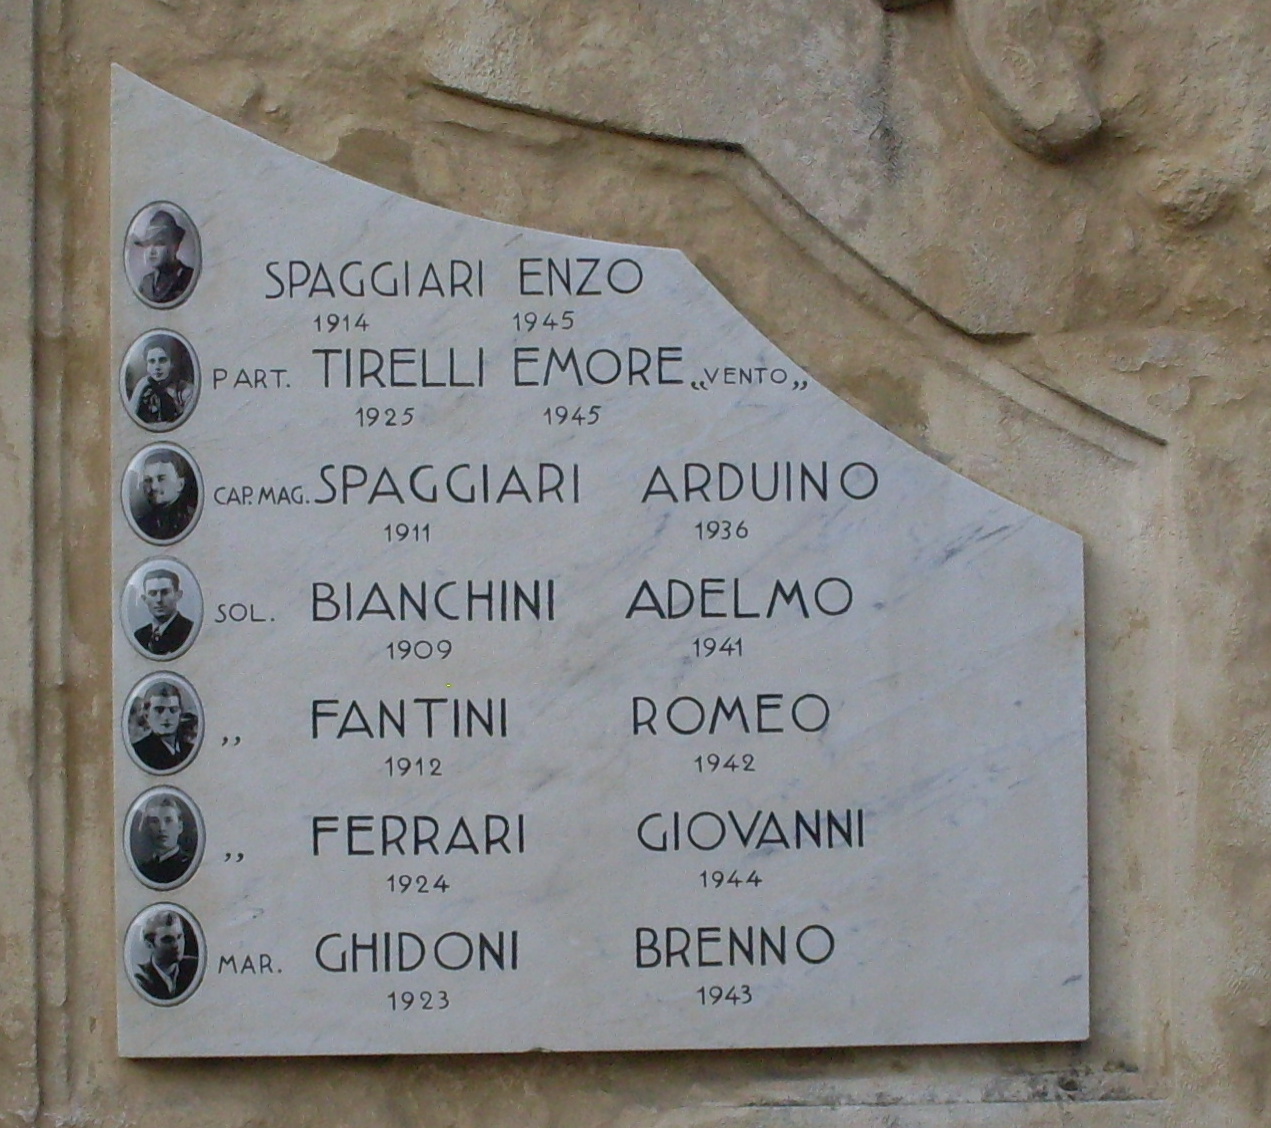 SPAGGIARI ENZO
1914 1945
PART. TIRELLI EMORE „VENTO„
1925 1945
CAP. MAG. SPAGGIARI ARDUINO
1911 1936
SOL. BIANCHINI ADELMO
1909 1941
„ FANTINI ROMEO
1912 1942
„ FERRARI GIOVANNI
1924 1944
MAR. GHIDONI BRENNO
1923 1943